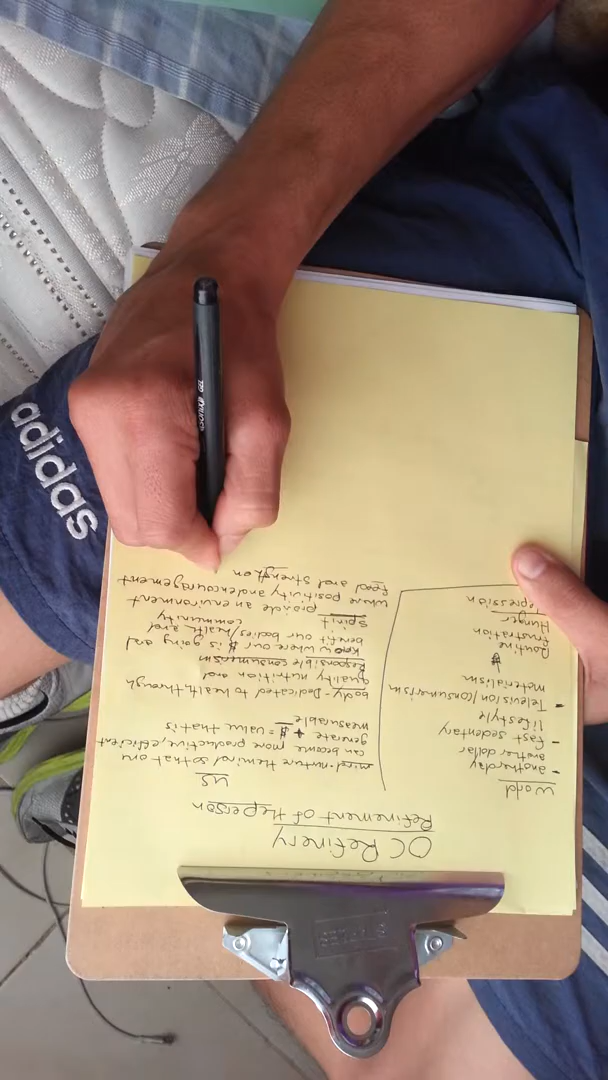 OC Refinery
Refinement of the person
World
- another day
another dollar
- fast sedentary
lifestyle
- Television/consumerism
materialism
$
Routine
frustration
Hunger
Depression
us
mind-nurture the mind so that one
can become more productive, efficient
generate + $ = value that is
measurable
body- Dedicated to health through
quality nutrition and
Responsible consumerism
know where our $ is going and
benefit our bodies/health and
community
Spirit
provide an environment
where positivity and encouragement
feed and strengthen
adidas